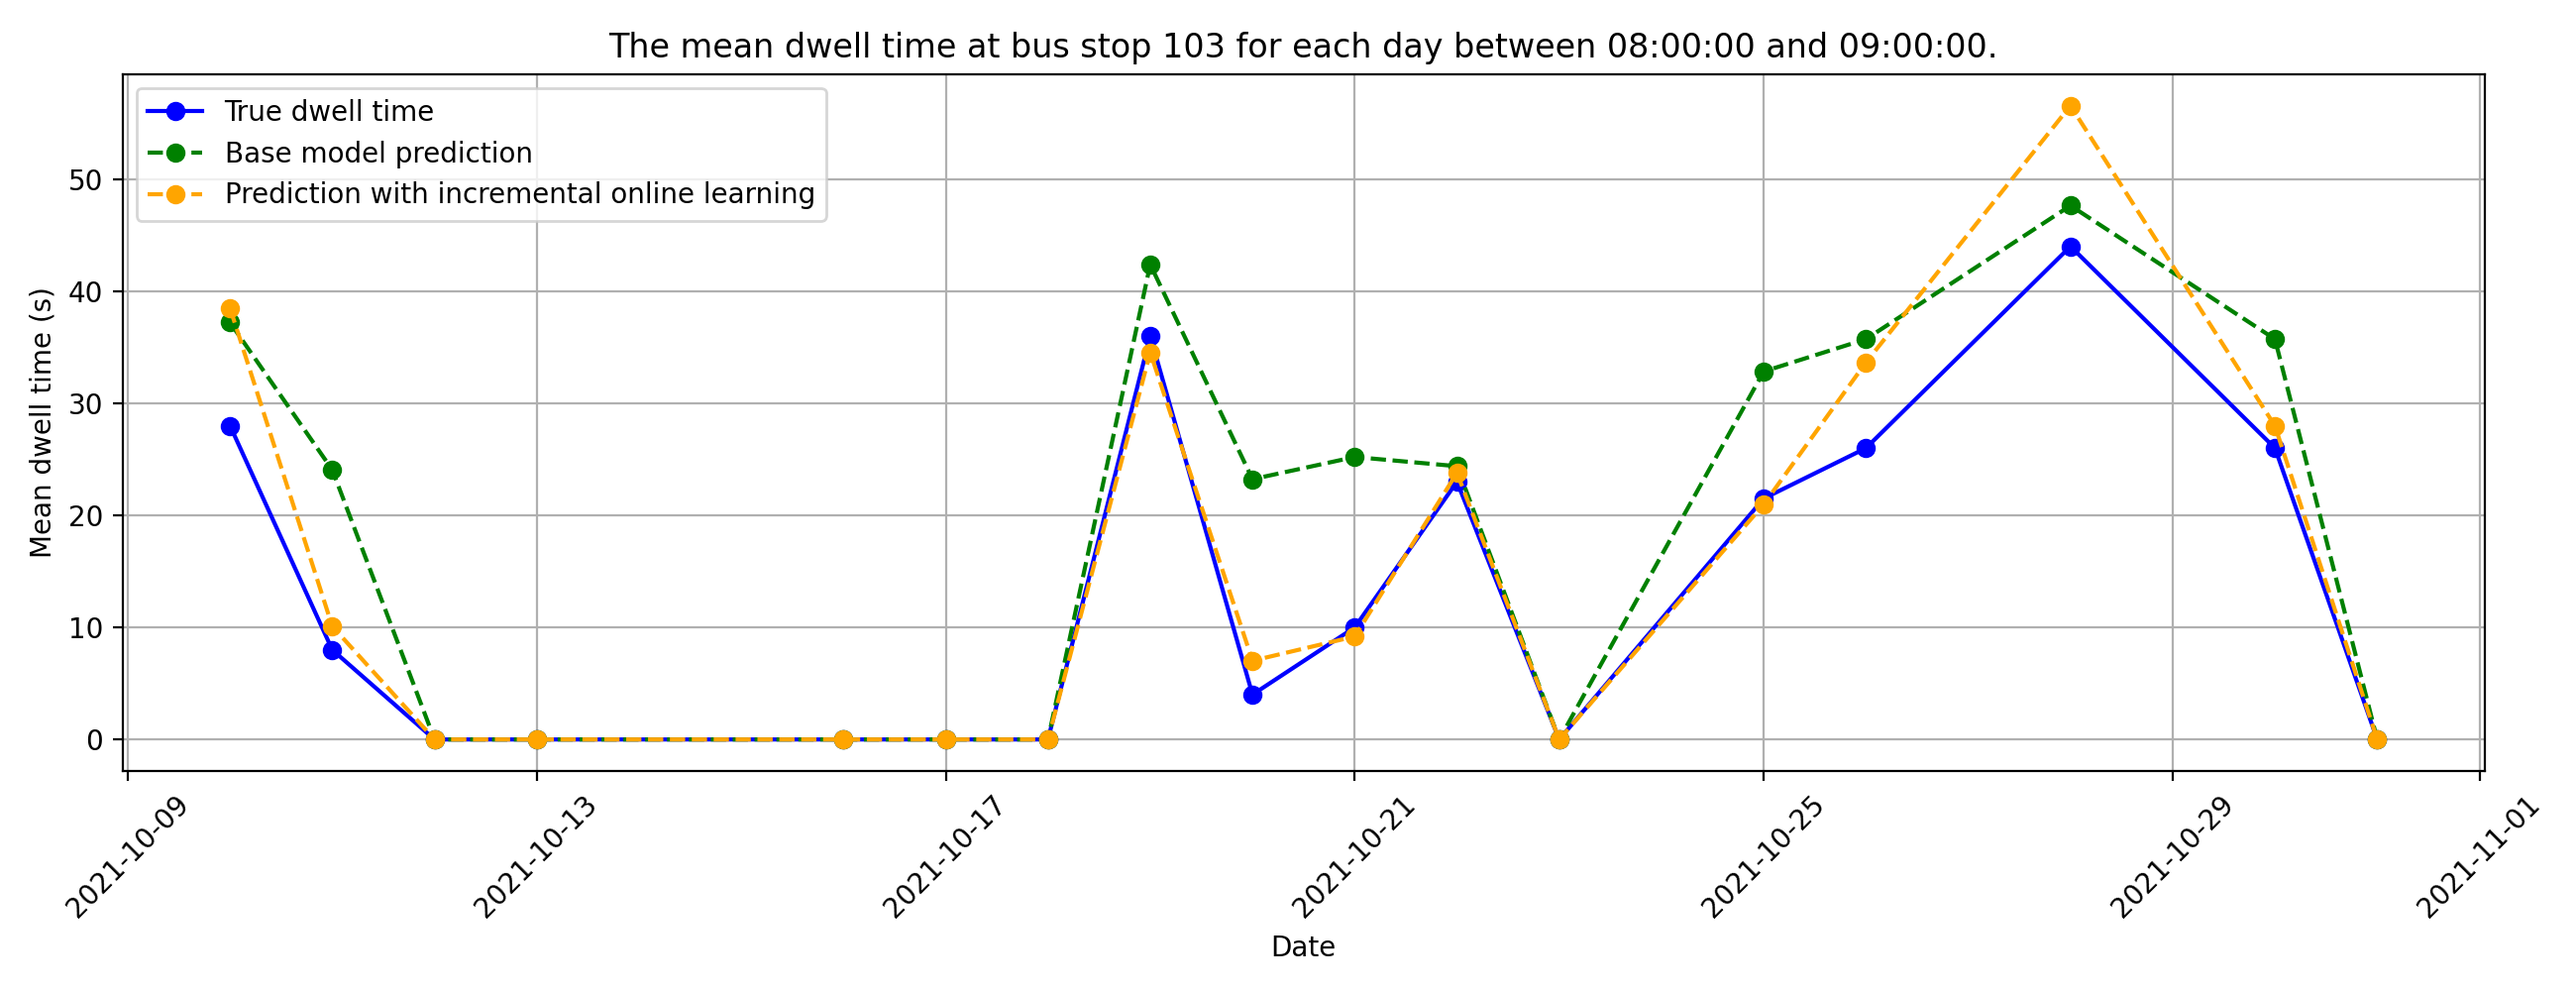 The mean dwell time at bus stop 103 for each day between 08:00:00 and 09:00:00.
True dwell time
Base model prediction
Prediction with incremental online learning
Mean dwell time (s)
50
40
30
20
10
0
2021-10-09
2021-10-13
2021-10-17
2021-10-21
2021-10-25
2021-10-29
2021-11-01
Date